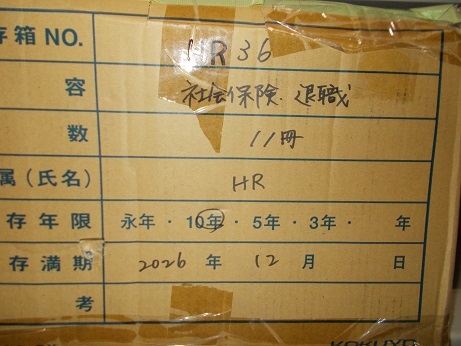 存箱NO. HR36
容 社会保険.退職
数 11冊
属(氏名) HR
存年限 永年・10年・5年・3年・ 年
存満期 2026年 12月 日
考
KOKUYO